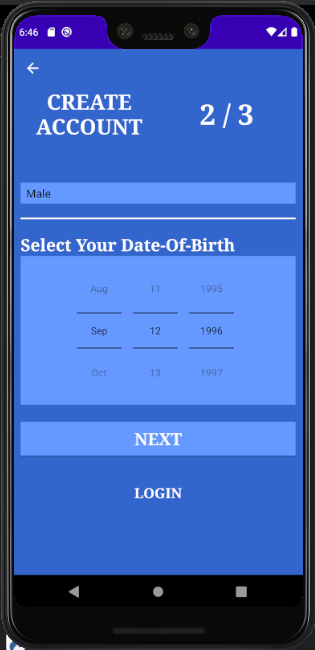 6:46
CREATE
ACCOUNT
2 / 3
Male
Select Your Date-Of-Birth
Aug 11 1995
Sep 12 1996
Oct 13 1997
NEXT
LOGIN